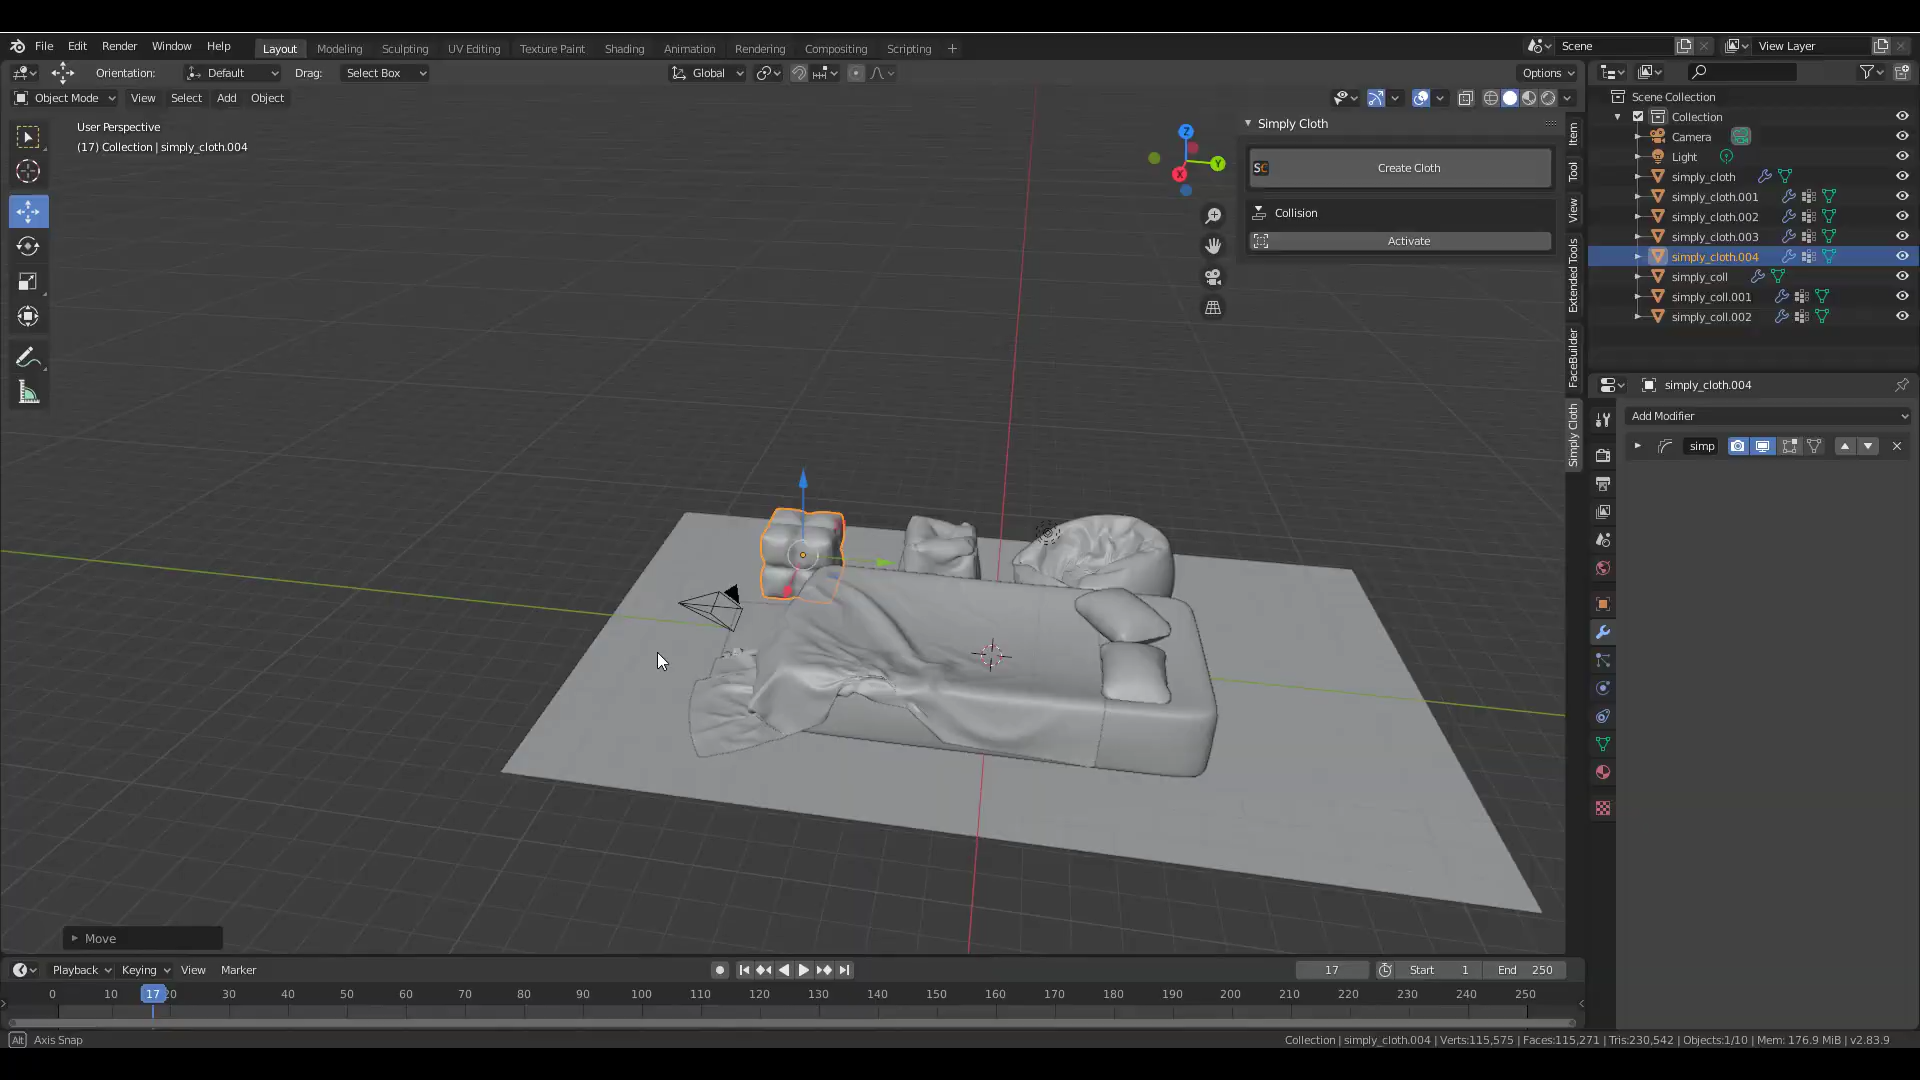 File Edit Render Window Help Layout Modeling Sculpting UV Editing Texture Paint Shading Animation Rendering Compositing Scripting + Scene View Layer
Orientation: Default Drag: Select Box Global Options
Object Mode View Select Add Object
User Perspective
(17) Collection | simply_cloth.004
Z
Y
X
Simply Cloth
SC Create Cloth
Collision
Activate
Item
Tool
View
Extended Tools
FaceBuilder
Simply Cloth
Scene Collection
Collection
Camera
Light
simply_cloth
simply_cloth.001
simply_cloth.002
simply_cloth.003
simply_cloth.004
simply_coll
simply_coll.001
simply_coll.002
simply_cloth.004
Add Modifier
simp
Move
Playback Keying View Marker 17 Start 1 End 250
0 10 17 20 30 40 50 60 70 80 90 100 110 120 130 140 150 160 170 180 190 200 210 220 230 240 250
Alt Axis Snap Collection | simply_cloth.004 | Verts:115,575 | Faces:115,271 | Tris:230,542 | Objects:1/10 | Mem: 176.9 MiB | v2.83.9